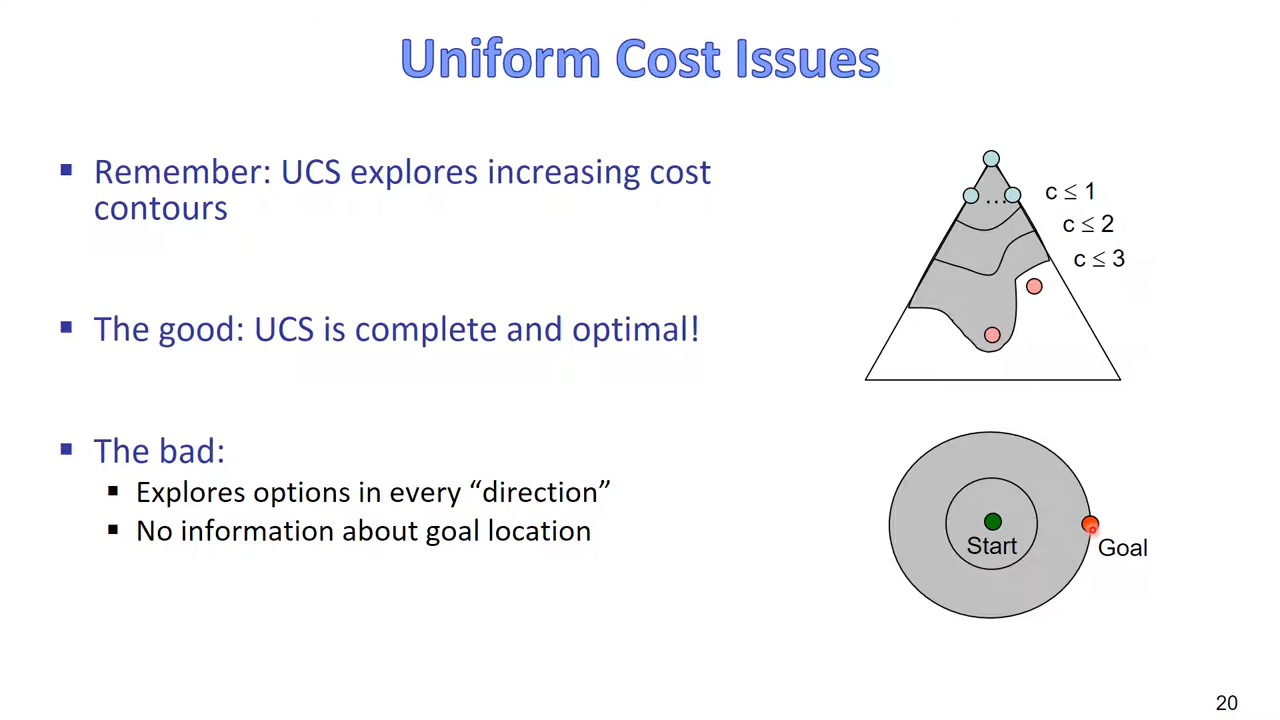 Uniform Cost Issues
▪ Remember: UCS explores increasing cost
contours
▪ The good: UCS is complete and optimal!
▪ The bad:
▪ Explores options in every “direction”
▪ No information about goal location
…
c ≤ 1
c ≤ 2
c ≤ 3
Start
Goal
20